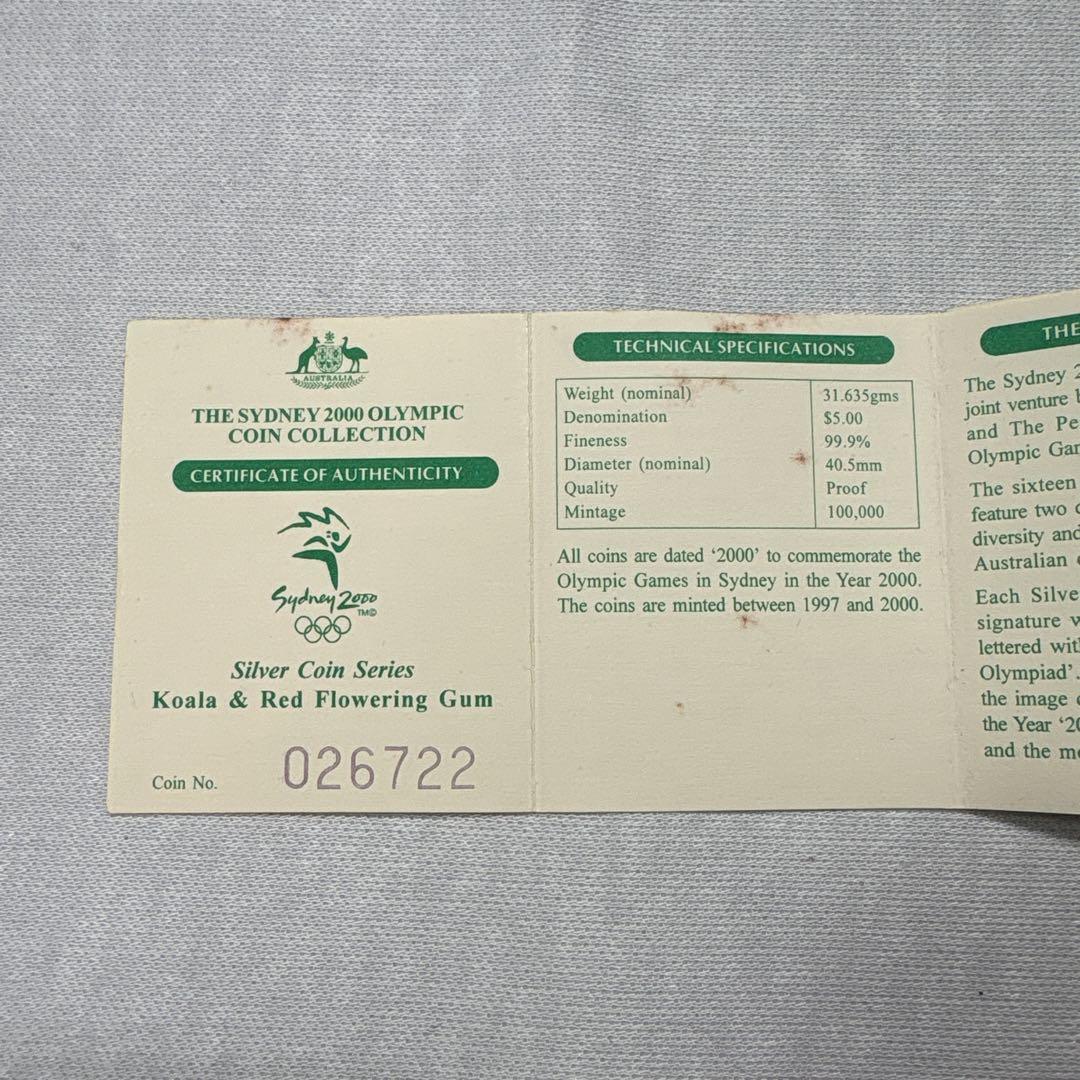 AUSTRALIA
THE SYDNEY 2000 OLYMPIC
COIN COLLECTION
CERTIFICATE OF AUTHENTICITY
Sydney 2000
TM©
Silver Coin Series
Koala & Red Flowering Gum
Coin No. 026722
TECHNICAL SPECIFICATIONS
Weight (nominal) 31.635gms
Denomination $5.00
Fineness 99.9%
Diameter (nominal) 40.5mm
Quality Proof
Mintage 100,000
All coins are dated ‘2000’ to commemorate the
Olympic Games in Sydney in the Year 2000.
The coins are minted between 1997 and 2000.
THE
The Sydney
joint venture
and The
Olympic
The sixteen
feature two
diversity and
Australian
Each
signature
lettered
Olympiad’.
the image
the Year
and the